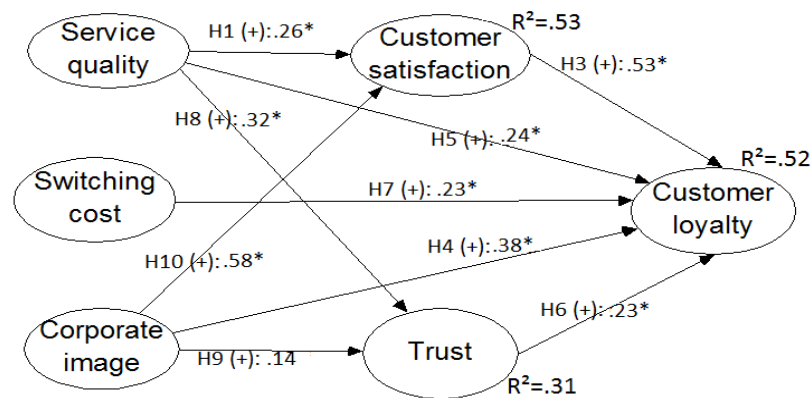 Service
quality
H1 (+): .26*
Customer
satisfaction
R²=.53
H3 (+): .53*
H8 (+): .32*
H5 (+): .24*
R²=.52
Switching
cost
H7 (+): .23*
Customer
loyalty
H10 (+): .58*
H4 (+): .38*
H6 (+): .23*
Corporate
image
H9 (+): .14
Trust
R²=.31